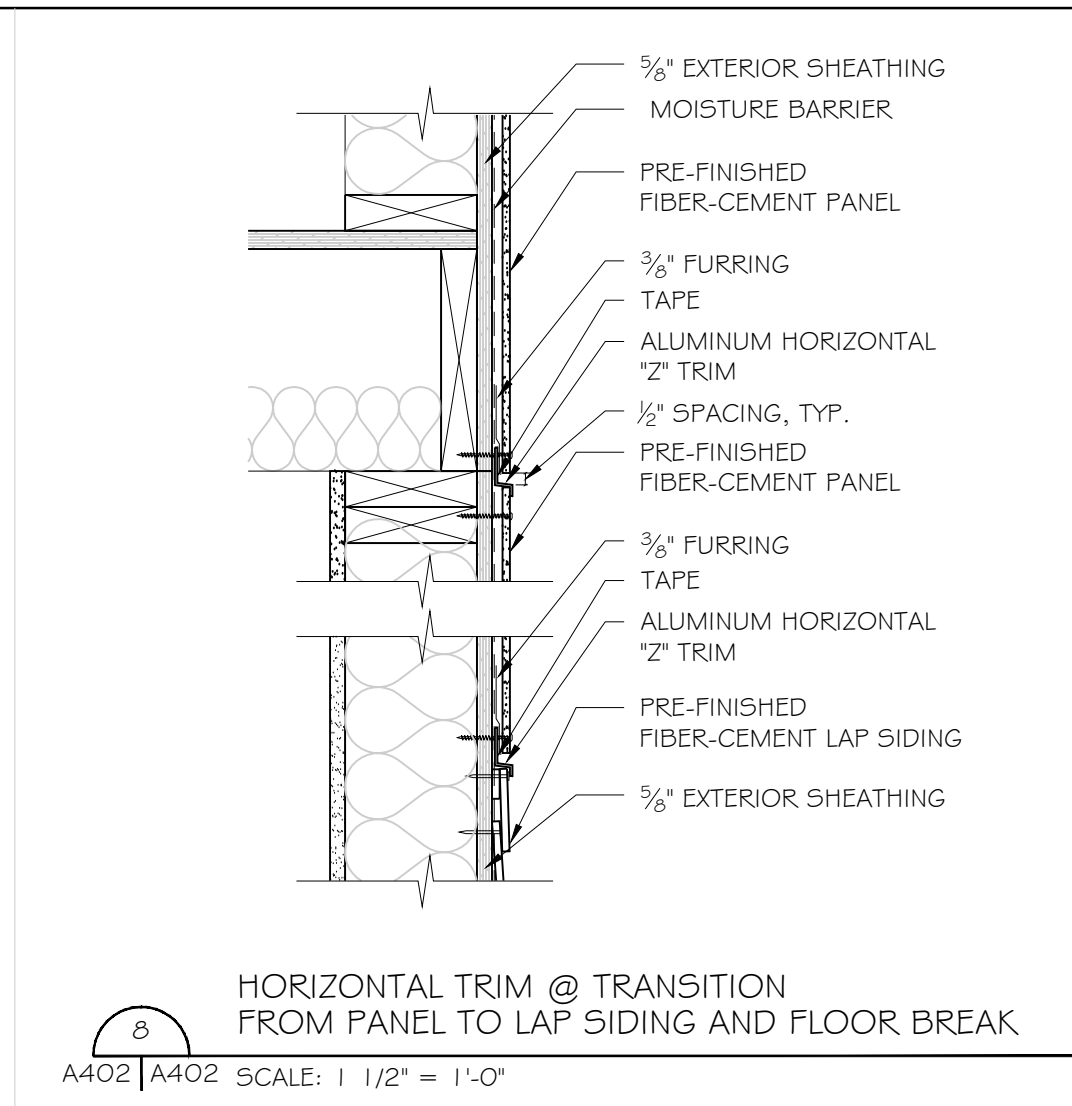 ⅝" EXTERIOR SHEATHING
MOISTURE BARRIER
PRE-FINISHED
FIBER-CEMENT PANEL
⅜" FURRING
TAPE
ALUMINUM HORIZONTAL
"Z" TRIM
½" SPACING, TYP.
PRE-FINISHED
FIBER-CEMENT PANEL
⅜" FURRING
TAPE
ALUMINUM HORIZONTAL
"Z" TRIM
PRE-FINISHED
FIBER-CEMENT LAP SIDING
⅝" EXTERIOR SHEATHING
HORIZONTAL TRIM @ TRANSITION
FROM PANEL TO LAP SIDING AND FLOOR BREAK
8
A402 A402 SCALE: 1 1/2" = 1'-0"